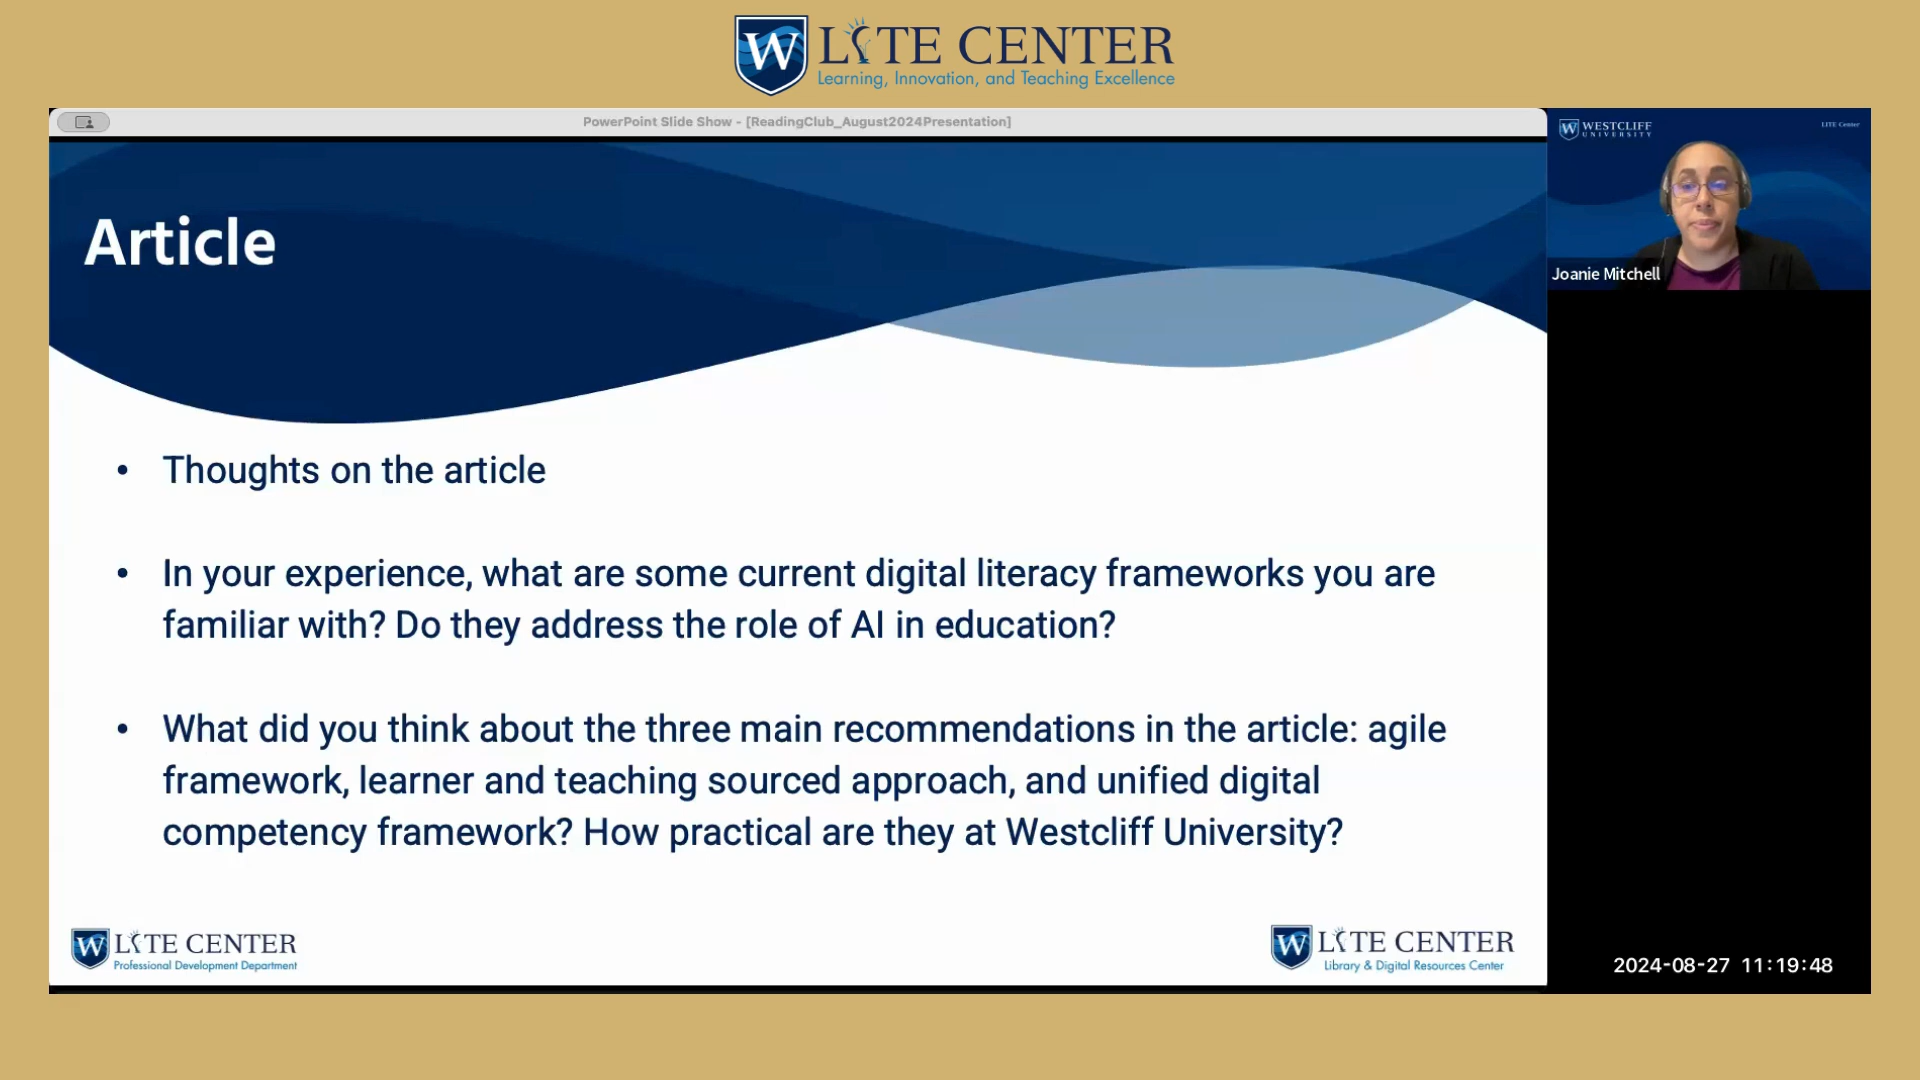 W LITE CENTER
Learning, Innovation, and Teaching Excellence
PowerPoint Slide Show - [ReadingClub_August2024Presentation]
W WESTCLIFF
UNIVERSITY
LITE Center
Joanie Mitchell
Article
• Thoughts on the article
• In your experience, what are some current digital literacy frameworks you are
familiar with? Do they address the role of AI in education?
• What did you think about the three main recommendations in the article: agile
framework, learner and teaching sourced approach, and unified digital
competency framework? How practical are they at Westcliff University?
W LITE CENTER
Professional Development Department
W LITE CENTER
Library & Digital Resources Center
2024-08-27 11:19:48